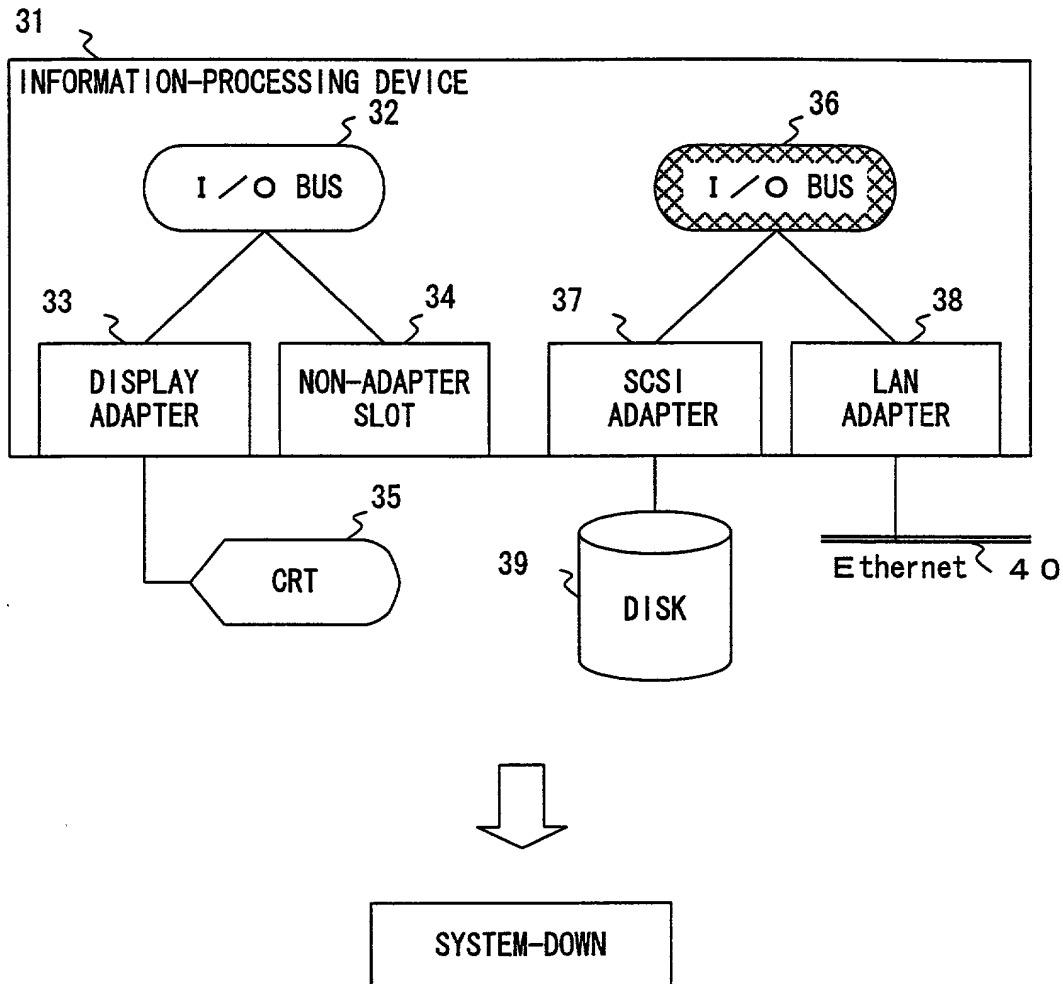 31
INFORMATION-PROCESSING DEVICE
32
36
I/O BUS
I/O BUS
33
34
37
38
DISPLAY
ADAPTER
NON-ADAPTER
SLOT
SCSI
ADAPTER
LAN
ADAPTER
35
CRT
39
DISK
Ethernet 40
SYSTEM-DOWN